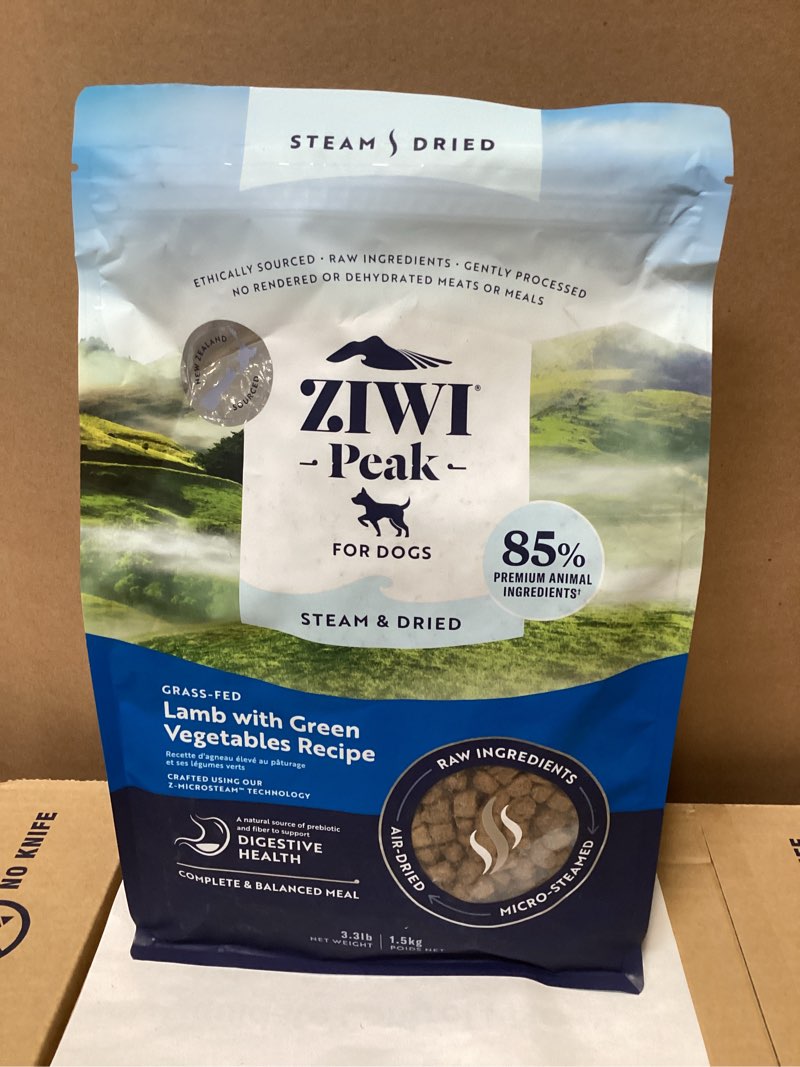 STEAM DRIED
ETHICALLY SOURCED · RAW INGREDIENTS · GENTLY PROCESSED
NO RENDERED OR DEHYDRATED MEATS OR MEALS
NEW ZEALAND
SOURCED
ZIWI®
- Peak -
FOR DOGS
85%
PREMIUM ANIMAL
INGREDIENTS†
STEAM & DRIED
GRASS-FED
Lamb with Green
Vegetables Recipe
Recette d'agneau élevé au pâturage
et ses légumes verts
CRAFTED USING OUR
Z-MICROSTEAM™ TECHNOLOGY
RAW INGREDIENTS
AIR-DRIED
MICRO-STEAMED
A natural source of prebiotic
and fiber to support
DIGESTIVE
HEALTH
COMPLETE & BALANCED MEAL
3.3lb
NET WEIGHT
1.5kg
POIDS NET
NO KNIFE